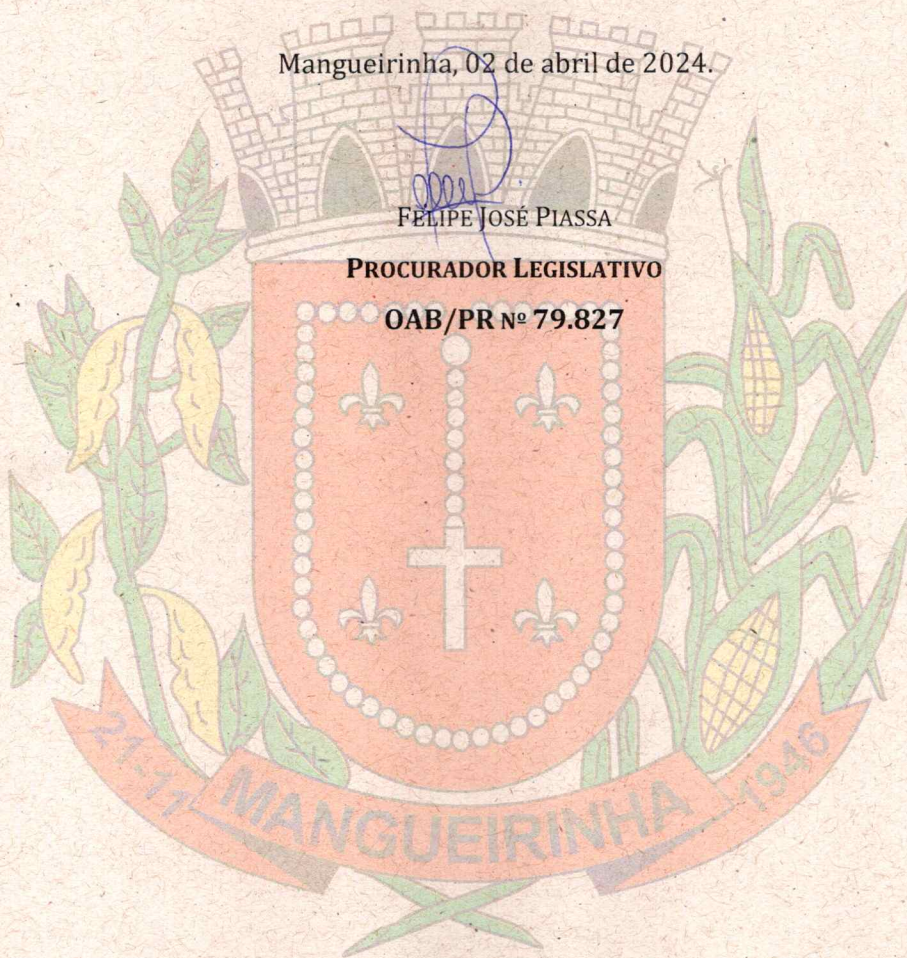 Mangueirinha, 02 de abril de 2024.
FELIPE JOSÉ PIASSA
PROCURADOR LEGISLATIVO
OAB/PR Nº 79.827
21-11 MANGUEIRINHA 1946